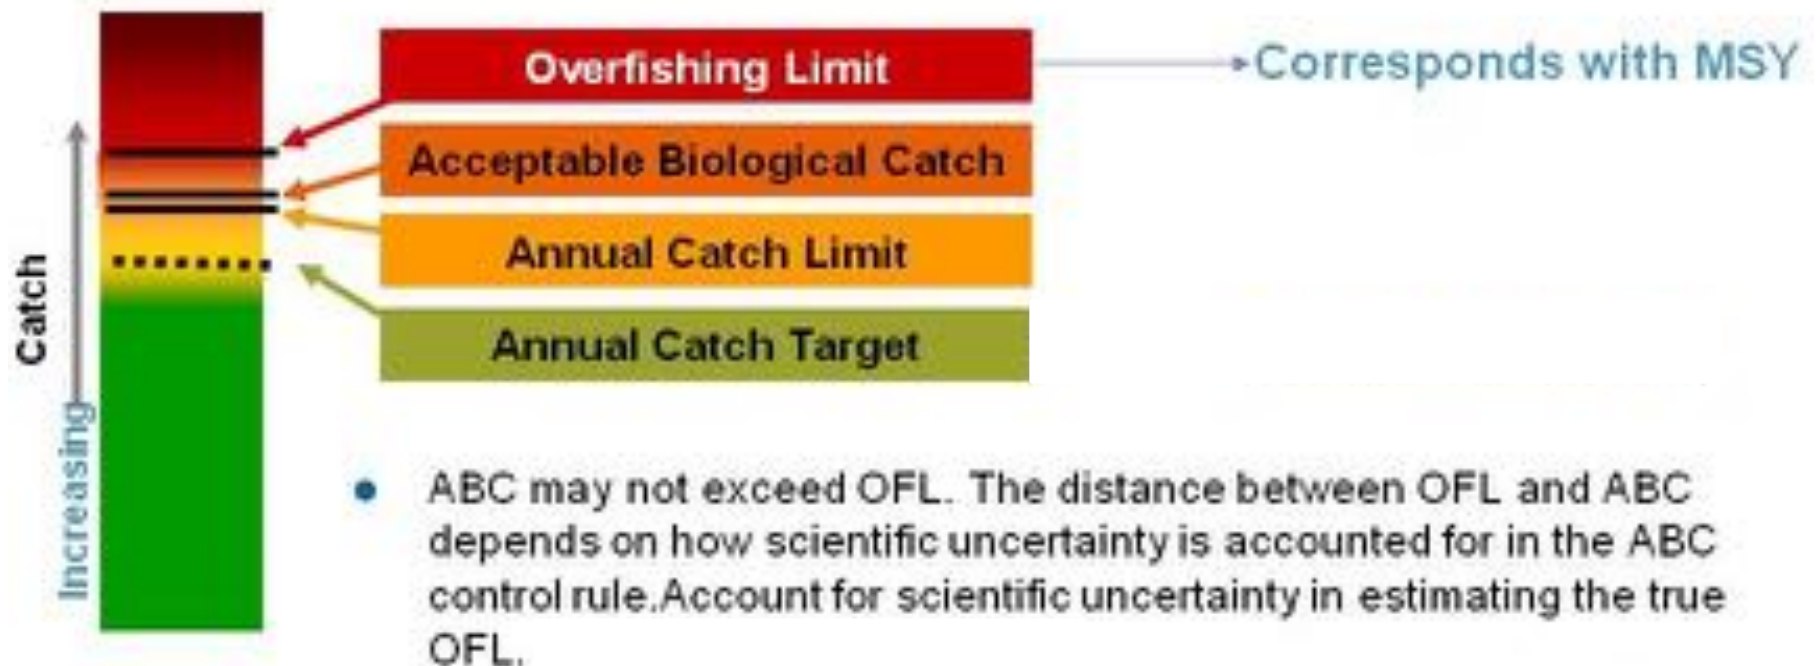 Overfishing Limit
Corresponds with MSY
Acceptable Biological Catch
Annual Catch Limit
Annual Catch Target
Catch
Increasing
• ABC may not exceed OFL. The distance between OFL and ABC
depends on how scientific uncertainty is accounted for in the ABC
control rule.Account for scientific uncertainty in estimating the true
OFL.